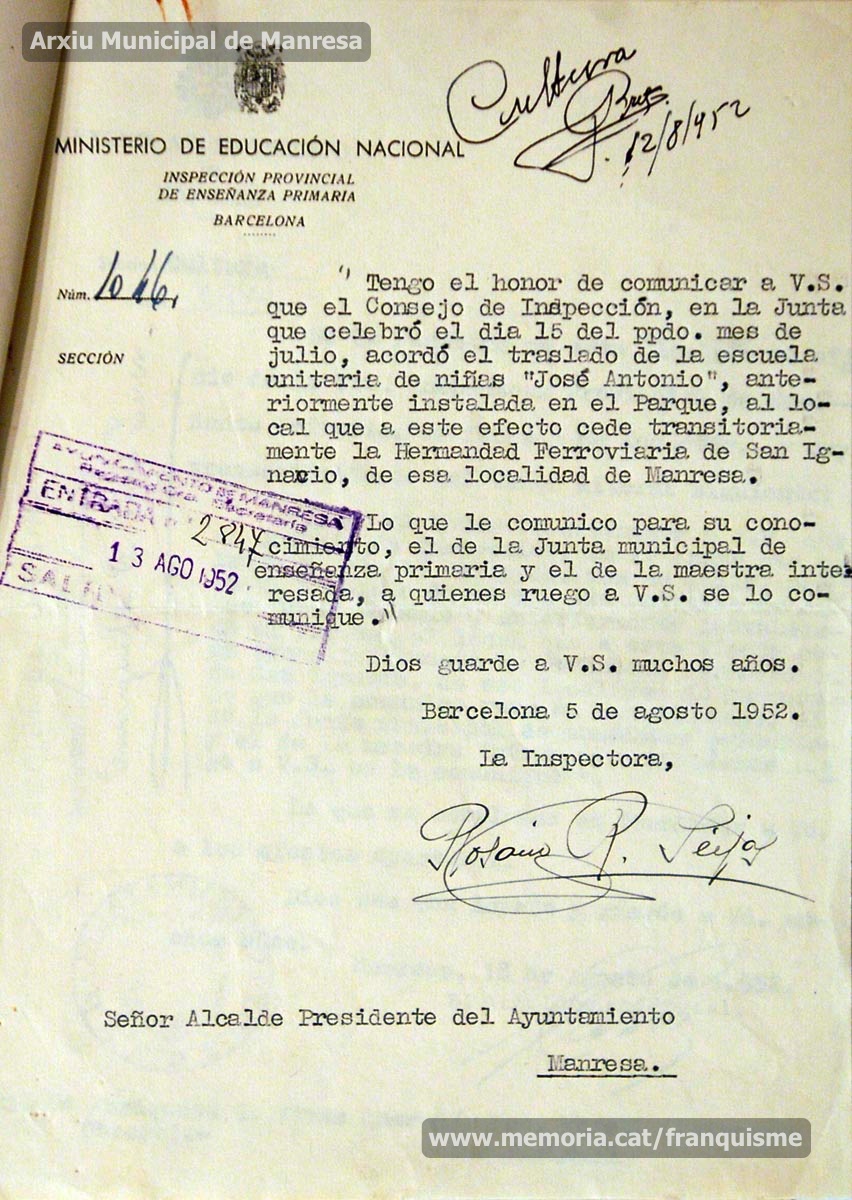 Arxiu Municipal de Manresa
Cultura
12/8/952
MINISTERIO DE EDUCACIÓN NACIONAL
INSPECCIÓN PROVINCIAL
DE ENSEÑANZA PRIMARIA
BARCELONA
Núm.
SECCIÓN
" Tengo el honor de comunicar a V.S.
que el Consejo de Indpección, en la Junta
que celebró el dia 15 del ppdo. mes de
julio, acordó el traslado de la escuela
unitaria de niñas "José Antonio", ante-
riormente instalada en el Parque, al lo-
cal que a este efecto cede transitoria-
mente la Hermandad Ferroviaria de San Ig-
nacio, de esa localidad de Manresa.
Lo que le comunico para su cono-
cimiento, el de la Junta municipal de
enseñanza primaria y el de la maestra inte
resada, a quienes ruego a V.S. se lo co-
munique."
AYUNTAMIENTO DE MANRESA
Registro Gral. Secretaría
ENTRADA 2847
13 AGO 1952
SALIDA
Dios guarde a V.S. muchos años.
Barcelona 5 de agosto 1952.
La Inspectora,
Rosario R. Seijas
Señor Alcalde Presidente del Ayuntamiento
Manresa.
www.memoria.cat/franquisme